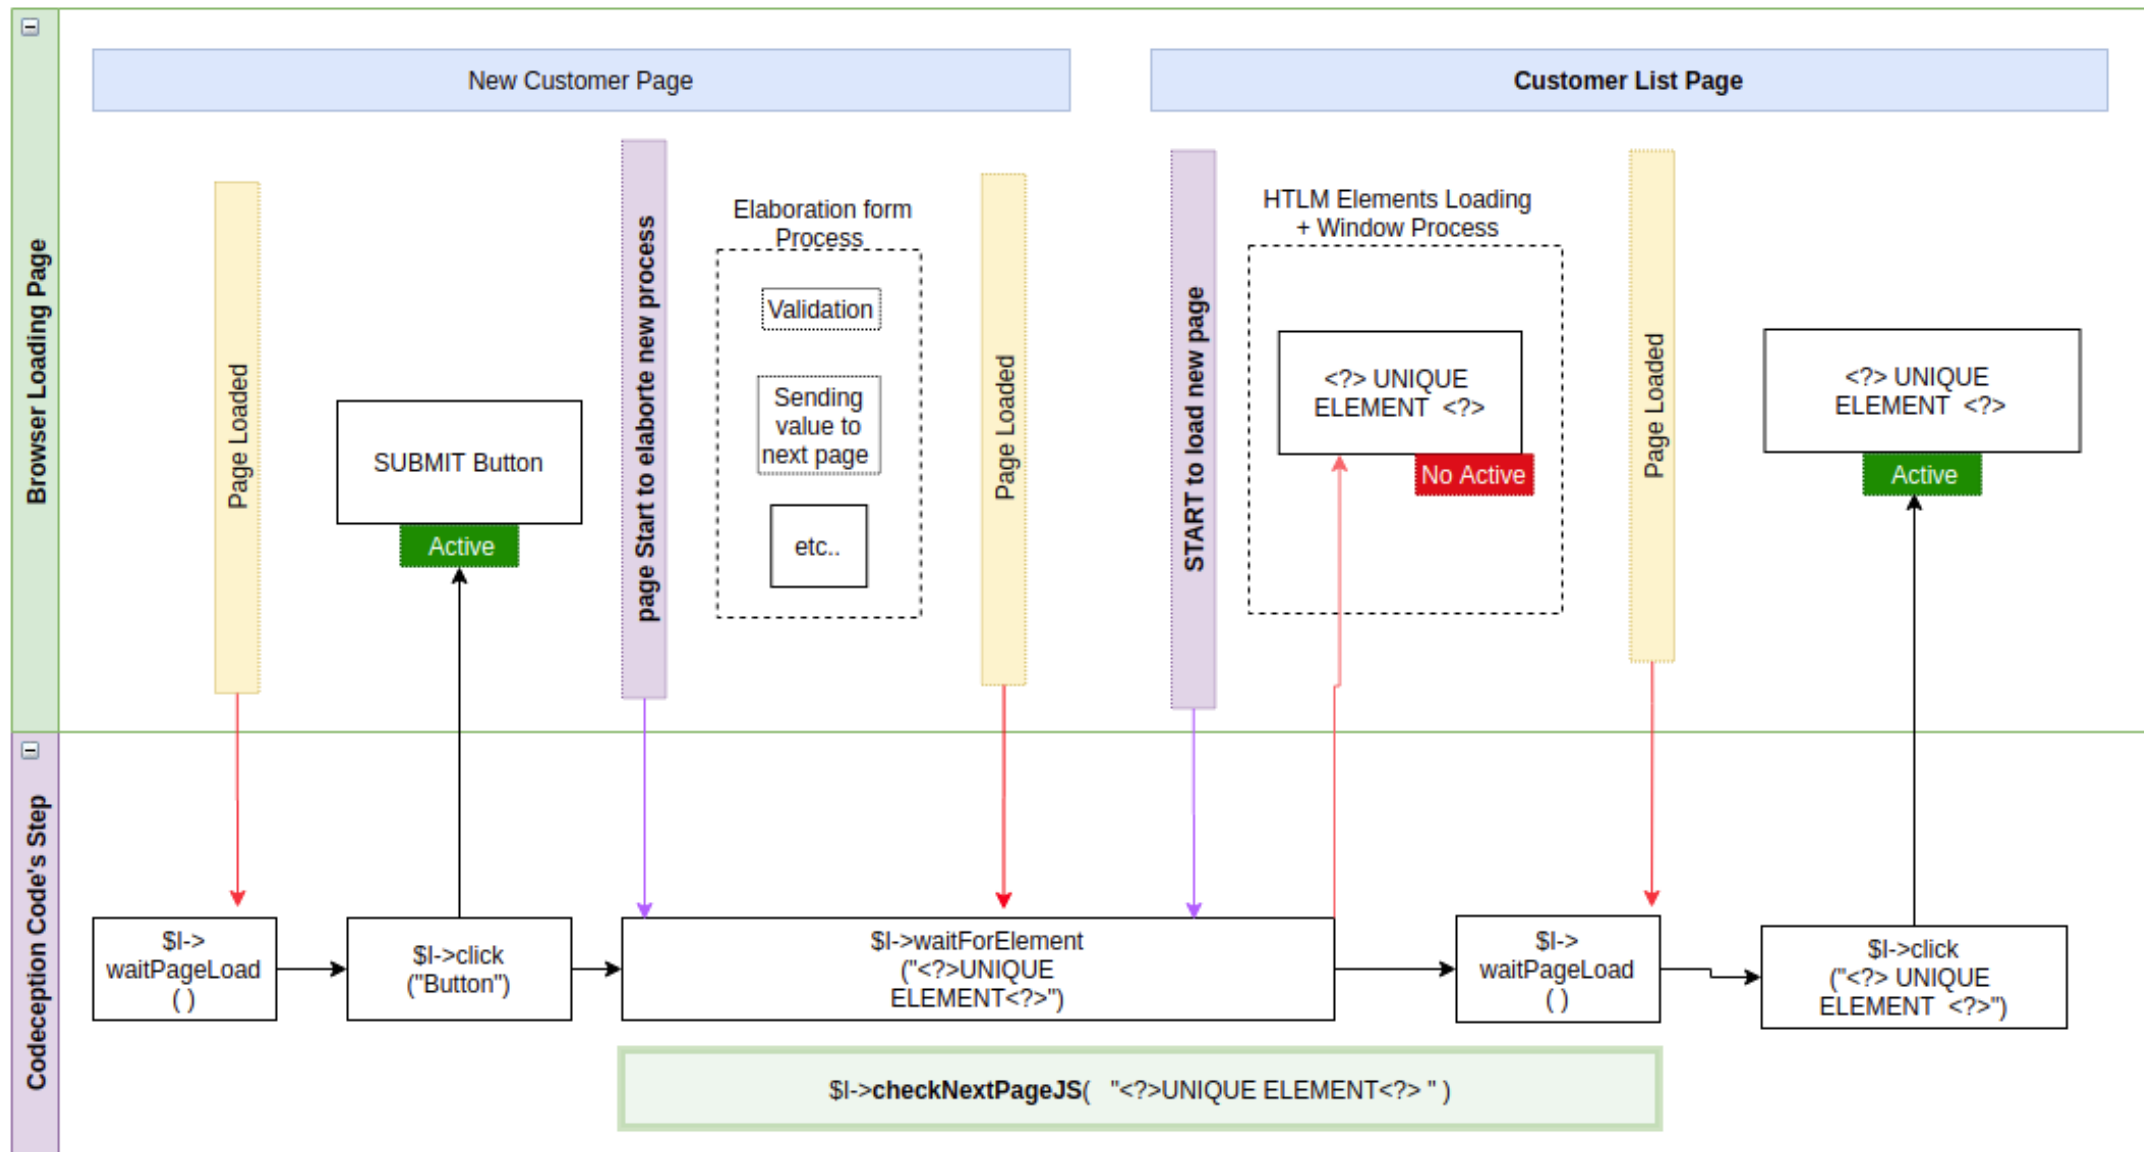 New Customer Page
Customer List Page
Browser Loading Page
Page Loaded
SUBMIT Button
Active
page Start to elaborte new process
Elaboration form
Process
Validation
Sending
value to
next page
etc..
Page Loaded
START to load new page
HTLM Elements Loading
+ Window Process
<?> UNIQUE
ELEMENT <?>
No Active
Page Loaded
<?> UNIQUE
ELEMENT <?>
Active
Codeception Code's Step
$I->
waitPageLoad
( )
$I->click
("Button")
$I->waitForElement
("<?>UNIQUE
ELEMENT<?>")
$I->
waitPageLoad
( )
$I->click
("<?> UNIQUE
ELEMENT <?>")
$I->checkNextPageJS( "<?>UNIQUE ELEMENT<?> " )